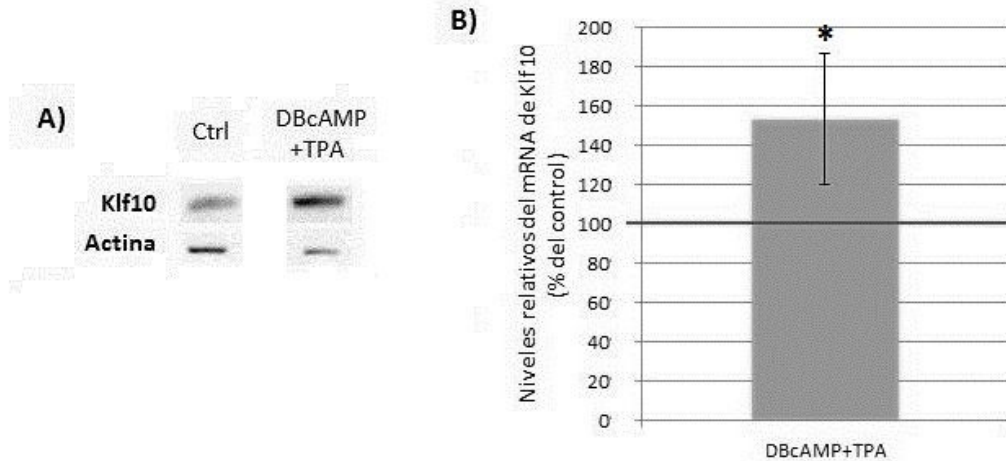 A)
Ctrl
DBcAMP
+TPA
Klf10
Actina
B)
Niveles relativos del mRNA de Klf10
(% del control)
200
180
160
140
120
100
80
60
40
20
0
*
DBcAMP+TPA